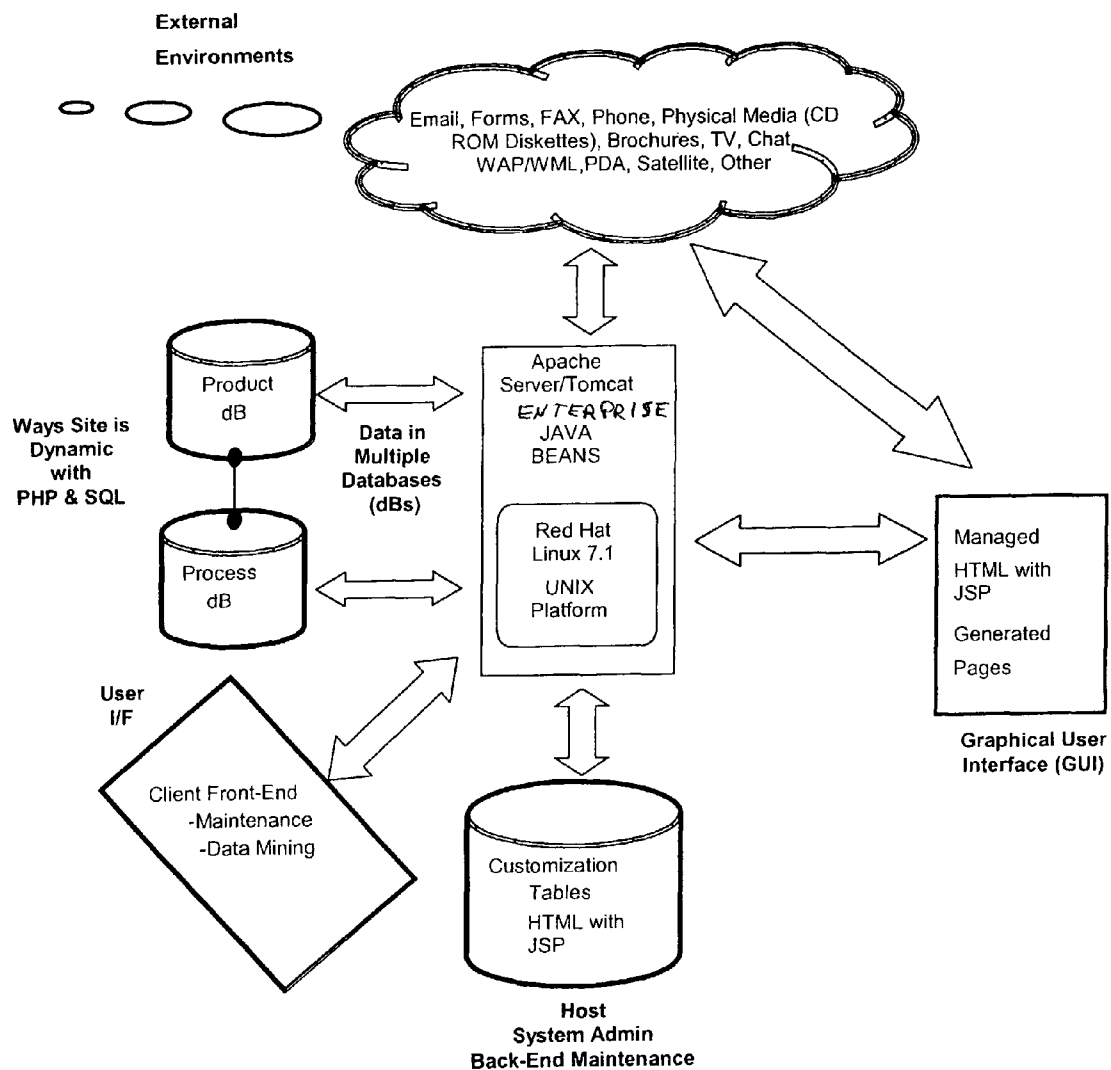 External
Environments
Email, Forms, FAX, Phone, Physical Media (CD
ROM Diskettes), Brochures, TV, Chat
WAP/WML,PDA, Satellite, Other
Product
dB
Ways Site is
Dynamic
with
PHP & SQL
Data in
Multiple
Databases
(dBs)
Process
dB
Apache
Server/Tomcat
ENTERPRISE
JAVA
BEANS
Red Hat
Linux 7.1
UNIX
Platform
Managed
HTML with
JSP
Generated
Pages
Graphical User
Interface (GUI)
User
I/F
Client Front-End
-Maintenance
-Data Mining
Customization
Tables
HTML with
JSP
Host
System Admin
Back-End Maintenance